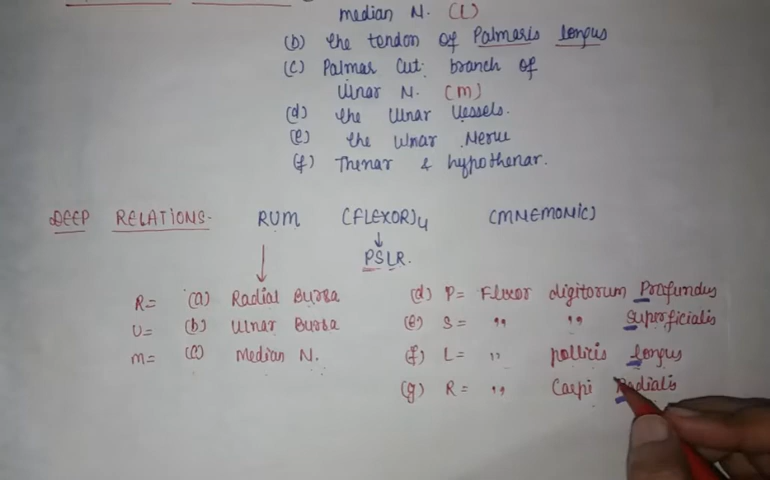 median N. (L)
(b) the tendon of Palmaris longus
(c) Palmar Cut. branch of
Ulnar N. (m)
(d) the Ulnar Vessels.
(e) the Ulnar Nerve
(f) Thenar & hypothenar.
DEEP RELATIONS. RUM (FLEXOR)4 (MNEMONIC)
PSLR.
R= (a) Radial Bursa (d) P= Flexor digitorum Profundus
U= (b) Ulnar Bursa (e) S= ,, ,, Superficialis
m= (c) Median N. (f) L= ,, pollicis longus
(g) R= ,, Carpi Radialis